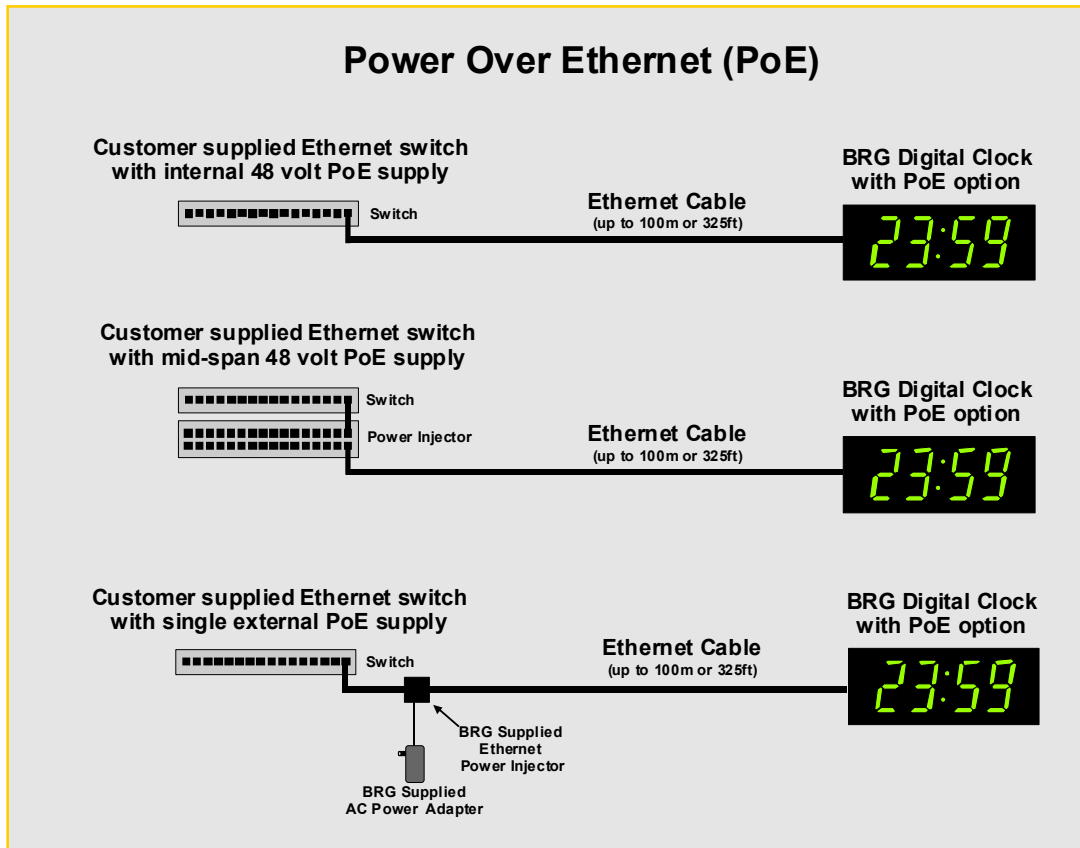 Power Over Ethernet (PoE)
Customer supplied Ethernet switch
with internal 48 volt PoE supply
Switch
Ethernet Cable
(up to 100m or 325ft)
BRG Digital Clock
with PoE option
23:59
Customer supplied Ethernet switch
with mid-span 48 volt PoE supply
Switch
Power Injector
Ethernet Cable
(up to 100m or 325ft)
BRG Digital Clock
with PoE option
23:59
Customer supplied Ethernet switch
with single external PoE supply
Switch
BRG Supplied
Ethernet
Power Injector
BRG Supplied
AC Power Adapter
Ethernet Cable
(up to 100m or 325ft)
BRG Digital Clock
with PoE option
23:59